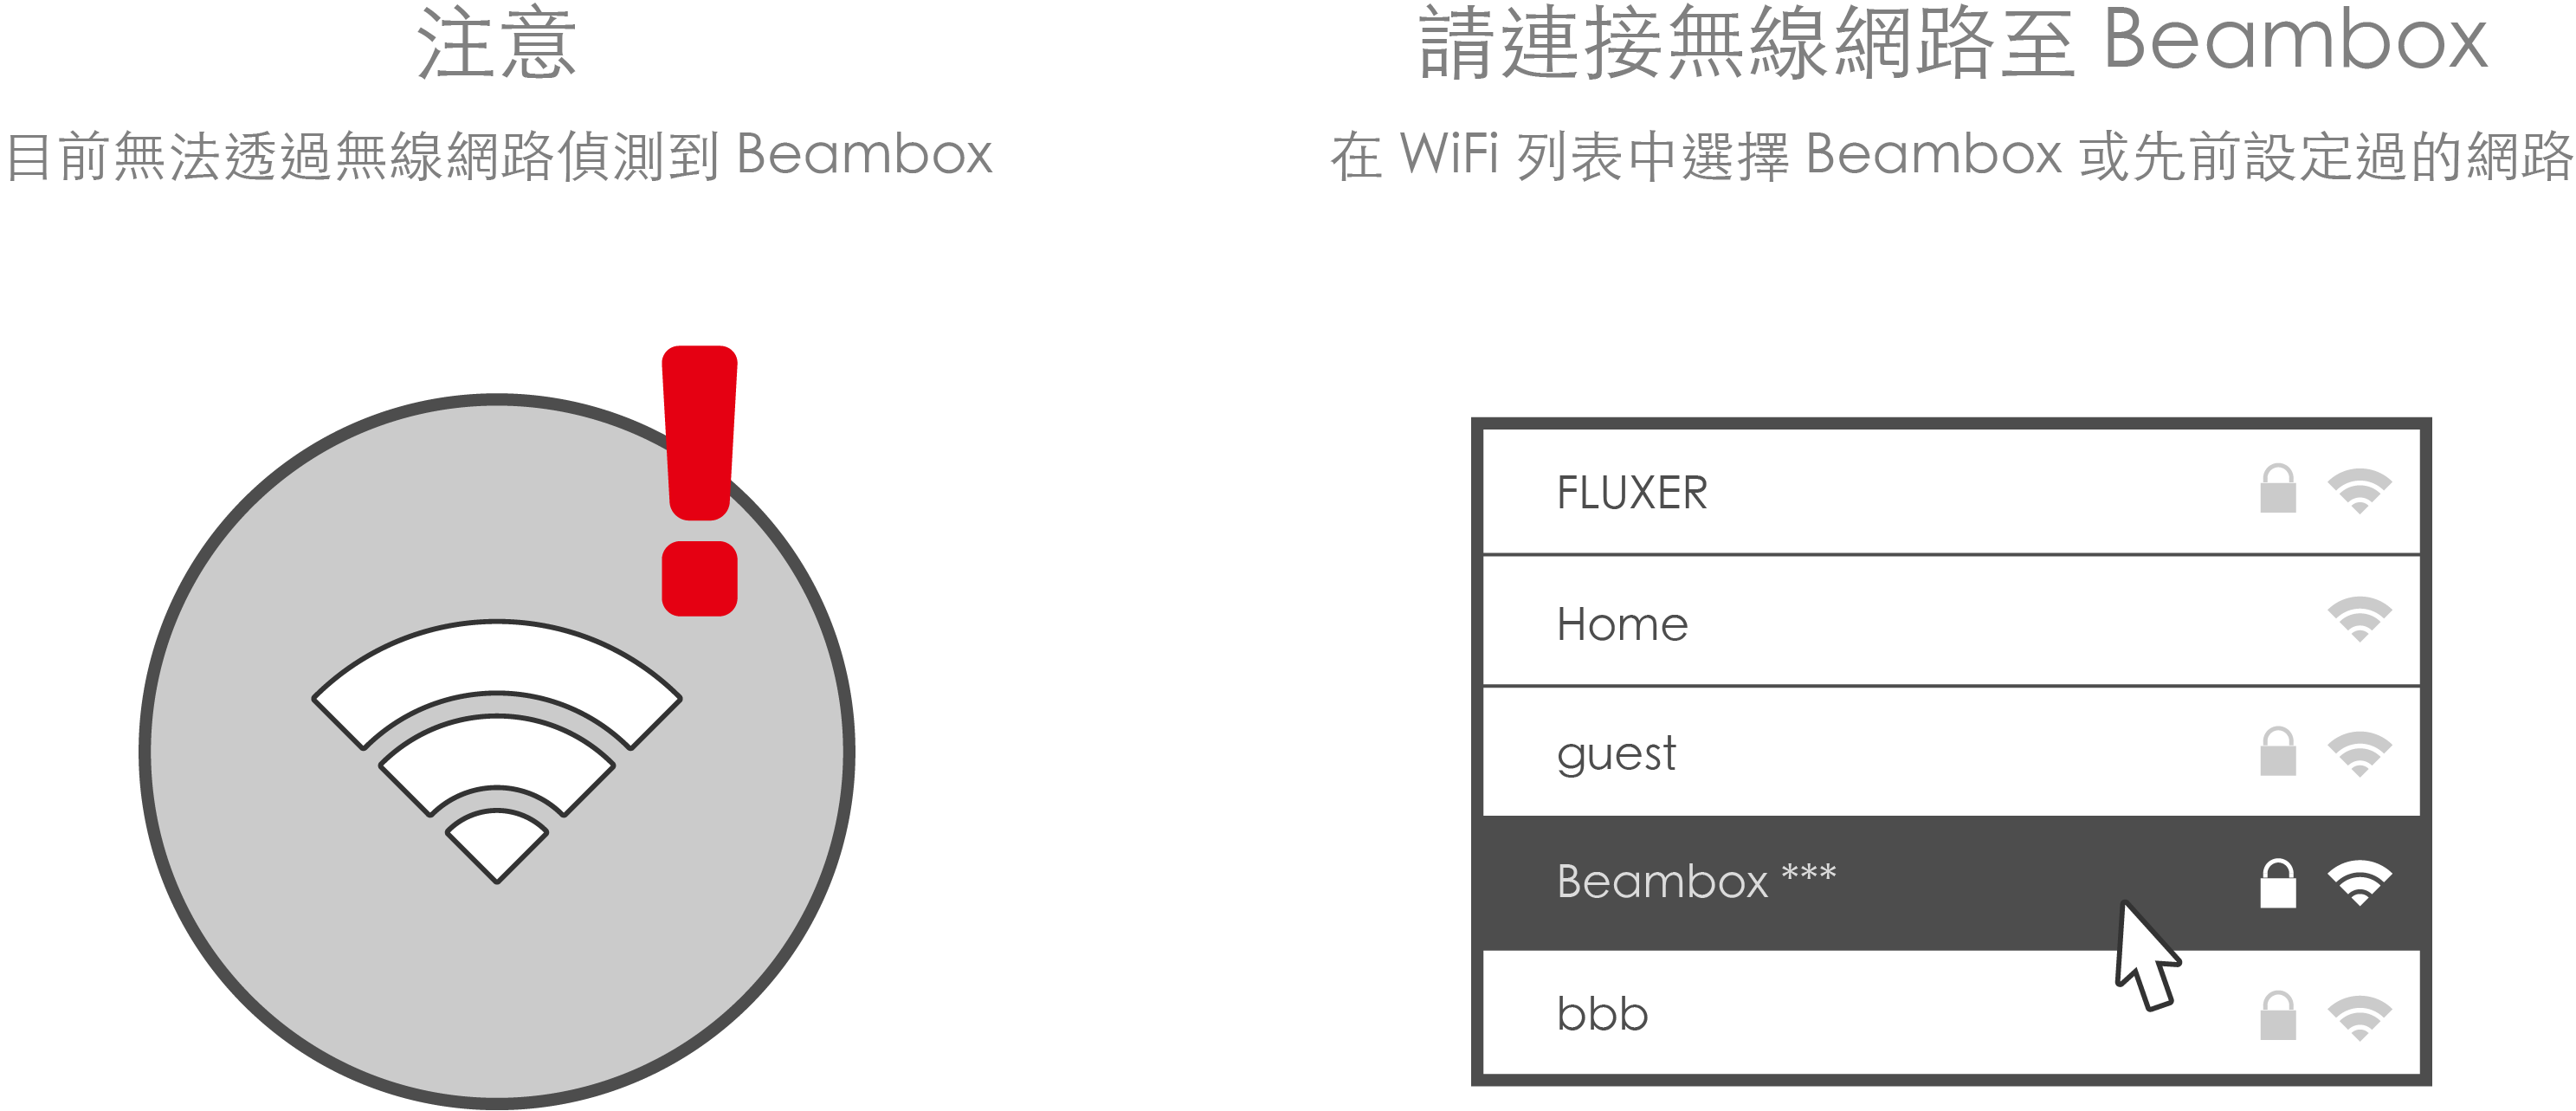 注意
目前無法透過無線網路偵測到 Beambox
請連接無線網路至 Beambox
在 WiFi 列表中選擇 Beambox 或先前設定過的網路
FLUXER
Home
guest
Beambox ***
bbb